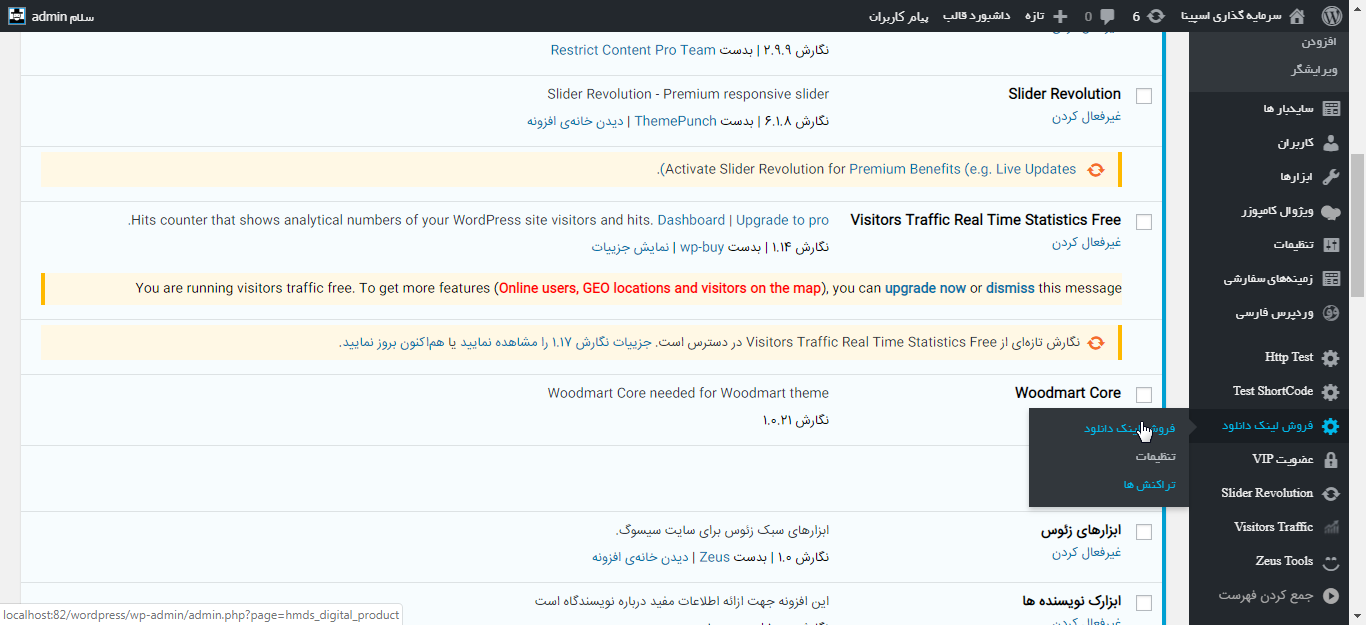 سرمایه گذاری اسپینا 6 0 تازه داشبورد قالب پیام کاربران
سلام admin
افزودن
ویرایشگر
سایدبار ها
کاربران
ابزارها
ویژوال کامپوزر
تنظیمات
زمینه‌های سفارشی
وردپرس فارسی
Http Test
Test ShortCode
فروش لینک دانلود
عضویت VIP
Slider Revolution
Visitors Traffic
Zeus Tools
جمع کردن فهرست
فروش لینک دانلود
تنظیمات
تراکنش ها
نگارش ۲.۹.۹ | بدست Restrict Content Pro Team
Slider Revolution
غیرفعال کردن
Slider Revolution - Premium responsive slider
نگارش ۶.۱.۸ | بدست ThemePunch | دیدن خانه‌ی افزونه
.(Activate Slider Revolution for Premium Benefits (e.g. Live Updates
Visitors Traffic Real Time Statistics Free
غیرفعال کردن
.Hits counter that shows analytical numbers of your WordPress site visitors and hits. Dashboard | Upgrade to pro
نگارش ۱.۱۴ | بدست wp-buy | نمایش جزییات
You are running visitors traffic free. To get more features (Online users, GEO locations and visitors on the map), you can upgrade now or dismiss this message
نگارش تازه‌ای از Visitors Traffic Real Time Statistics Free در دسترس است. جزییات نگارش ۱.۱۷ را مشاهده نمایید یا هم‌اکنون بروز نمایید.
Woodmart Core
Woodmart Core needed for Woodmart theme
نگارش ۱.۰.۲۱
ابزارهای زئوس
غیرفعال کردن
ابزارهای سبک زئوس برای سایت سیسوگ.
نگارش ۱.۰ | بدست Zeus | دیدن خانه‌ی افزونه
ابزارک نویسنده ها
غیرفعال کردن
این افزونه جهت ارائه اطلاعات مفید درباره نویسندگاه است
localhost:82/wordpress/wp-admin/admin.php?page=hmds_digital_product